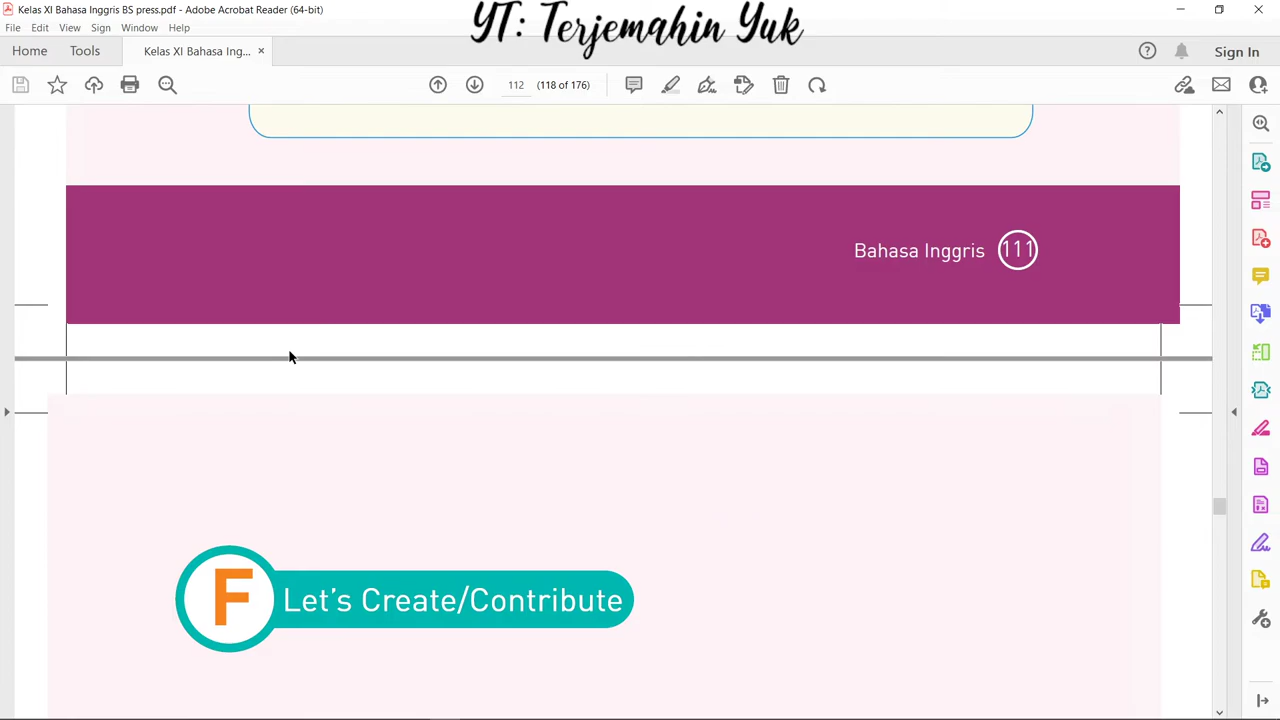 Kelas XI Bahasa Inggris BS press.pdf - Adobe Acrobat Reader (64-bit)
YT: Terjemahin Yuk
File Edit View Sign Window Help
Home Tools Kelas XI Bahasa Ing... × Sign In
112 (118 of 176)
Bahasa Inggris 111
F Let's Create/Contribute